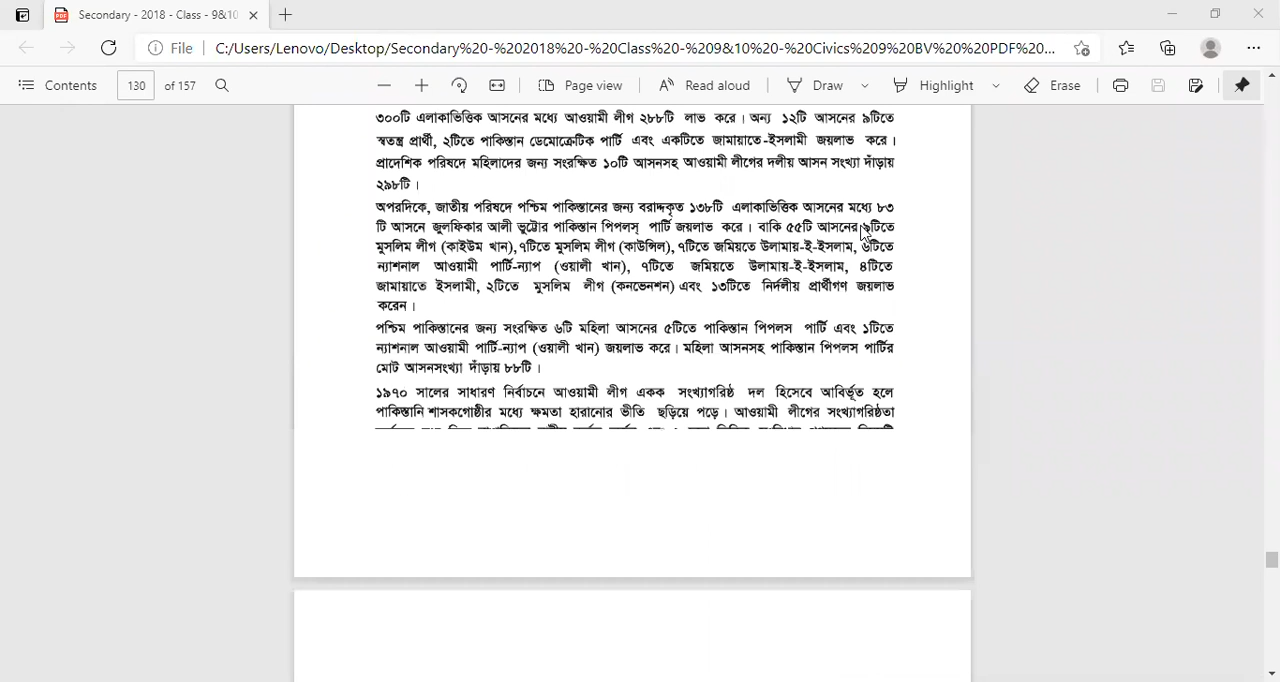 Secondary - 2018 - Class - 9&10
File C:/Users/Lenovo/Desktop/Secondary%20-%202018%20-%20Class%20-%209&10%20-%20Civics%209%20BV%20%20PDF%20...
Contents 130 of 157 Page view Read aloud Draw Highlight Erase
৩০০টি এলাকাভিত্তিক আসনের মধ্যে আওয়ামী লীগ ২৮৮টি লাভ করে। অন্য ১২টি আসনের ৯টিতে
স্বতন্ত্র প্রার্থী, ২টিতে পাকিস্তান ডেমোক্রেটিক পার্টি এবং একটিতে জামায়াতে-ইসলামী জয়লাভ করে।
প্রাদেশিক পরিষদে মহিলাদের জন্য সংরক্ষিত ১০টি আসনসহ আওয়ামী লীগের দলীয় আসন সংখ্যা দাঁড়ায়
২৯৮টি।
অপরদিকে, জাতীয় পরিষদে পশ্চিম পাকিস্তানের জন্য বরাদ্দকৃত ১৩৮টি এলাকাভিত্তিক আসনের মধ্যে ৮৩
টি আসনে জুলফিকার আলী ভুট্টোর পাকিস্তান পিপলস্ পার্টি জয়লাভ করে। বাকি ৫৫টি আসনের ৯টিতে
মুসলিম লীগ (কাইউম খান), ৭টিতে মুসলিম লীগ (কাউন্সিল), ৭টিতে জমিয়তে উলামায়-ই-ইসলাম, ৬টিতে
ন্যাশনাল আওয়ামী পার্টি-ন্যাপ (ওয়ালী খান), ৭টিতে জমিয়তে উলামায়-ই-ইসলাম, ৪টিতে
জামায়াতে ইসলামী, ২টিতে মুসলিম লীগ (কনভেনশন) এবং ১৩টিতে নির্দলীয় প্রার্থীগণ জয়লাভ
করেন।
পশ্চিম পাকিস্তানের জন্য সংরক্ষিত ৬টি মহিলা আসনের ৫টিতে পাকিস্তান পিপলস পার্টি এবং ১টিতে
ন্যাশনাল আওয়ামী পার্টি-ন্যাপ (ওয়ালী খান) জয়লাভ করে। মহিলা আসনসহ পাকিস্তান পিপলস পার্টির
মোট আসনসংখ্যা দাঁড়ায় ৮৮টি।
১৯৭০ সালের সাধারণ নির্বাচনে আওয়ামী লীগ একক সংখ্যাগরিষ্ঠ দল হিসেবে আবির্ভূত হলে
পাকিস্তানি শাসকগোষ্ঠীর মধ্যে ক্ষমতা হারানোর ভীতি ছড়িয়ে পড়ে। আওয়ামী লীগের সংখ্যাগরিষ্ঠতা